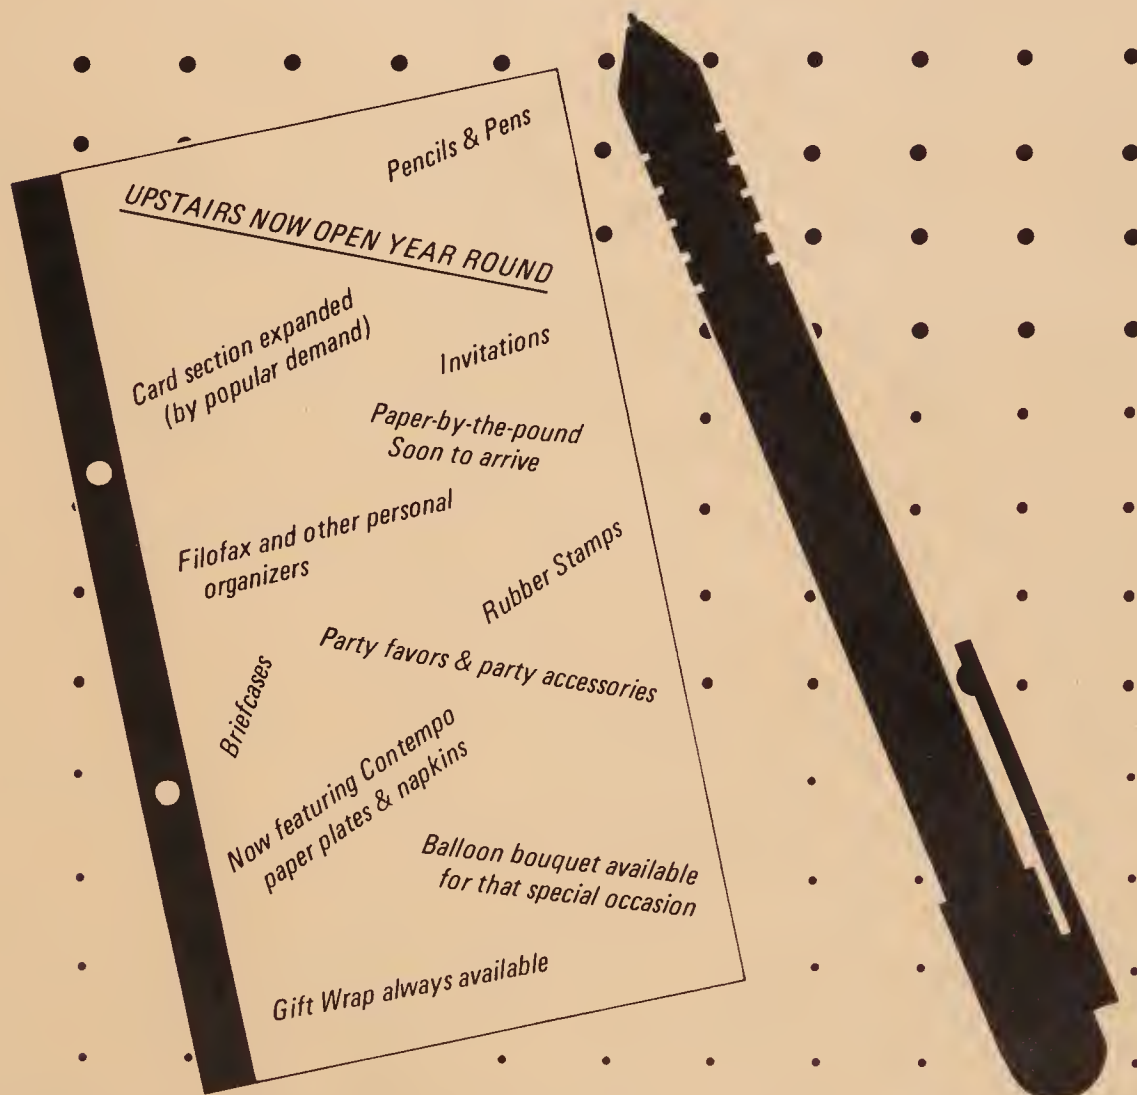 Pencils & Pens
UPSTAIRS NOW OPEN YEAR ROUND
Card section expanded
(by popular demand)
Invitations
Paper-by-the-pound
Soon to arrive
Filofax and other personal
organizers
Rubber Stamps
Party favors & party accessories
Briefcases
Now featuring Contempo
paper plates & napkins
Balloon bouquet available
for that special occasion
Gift Wrap always available